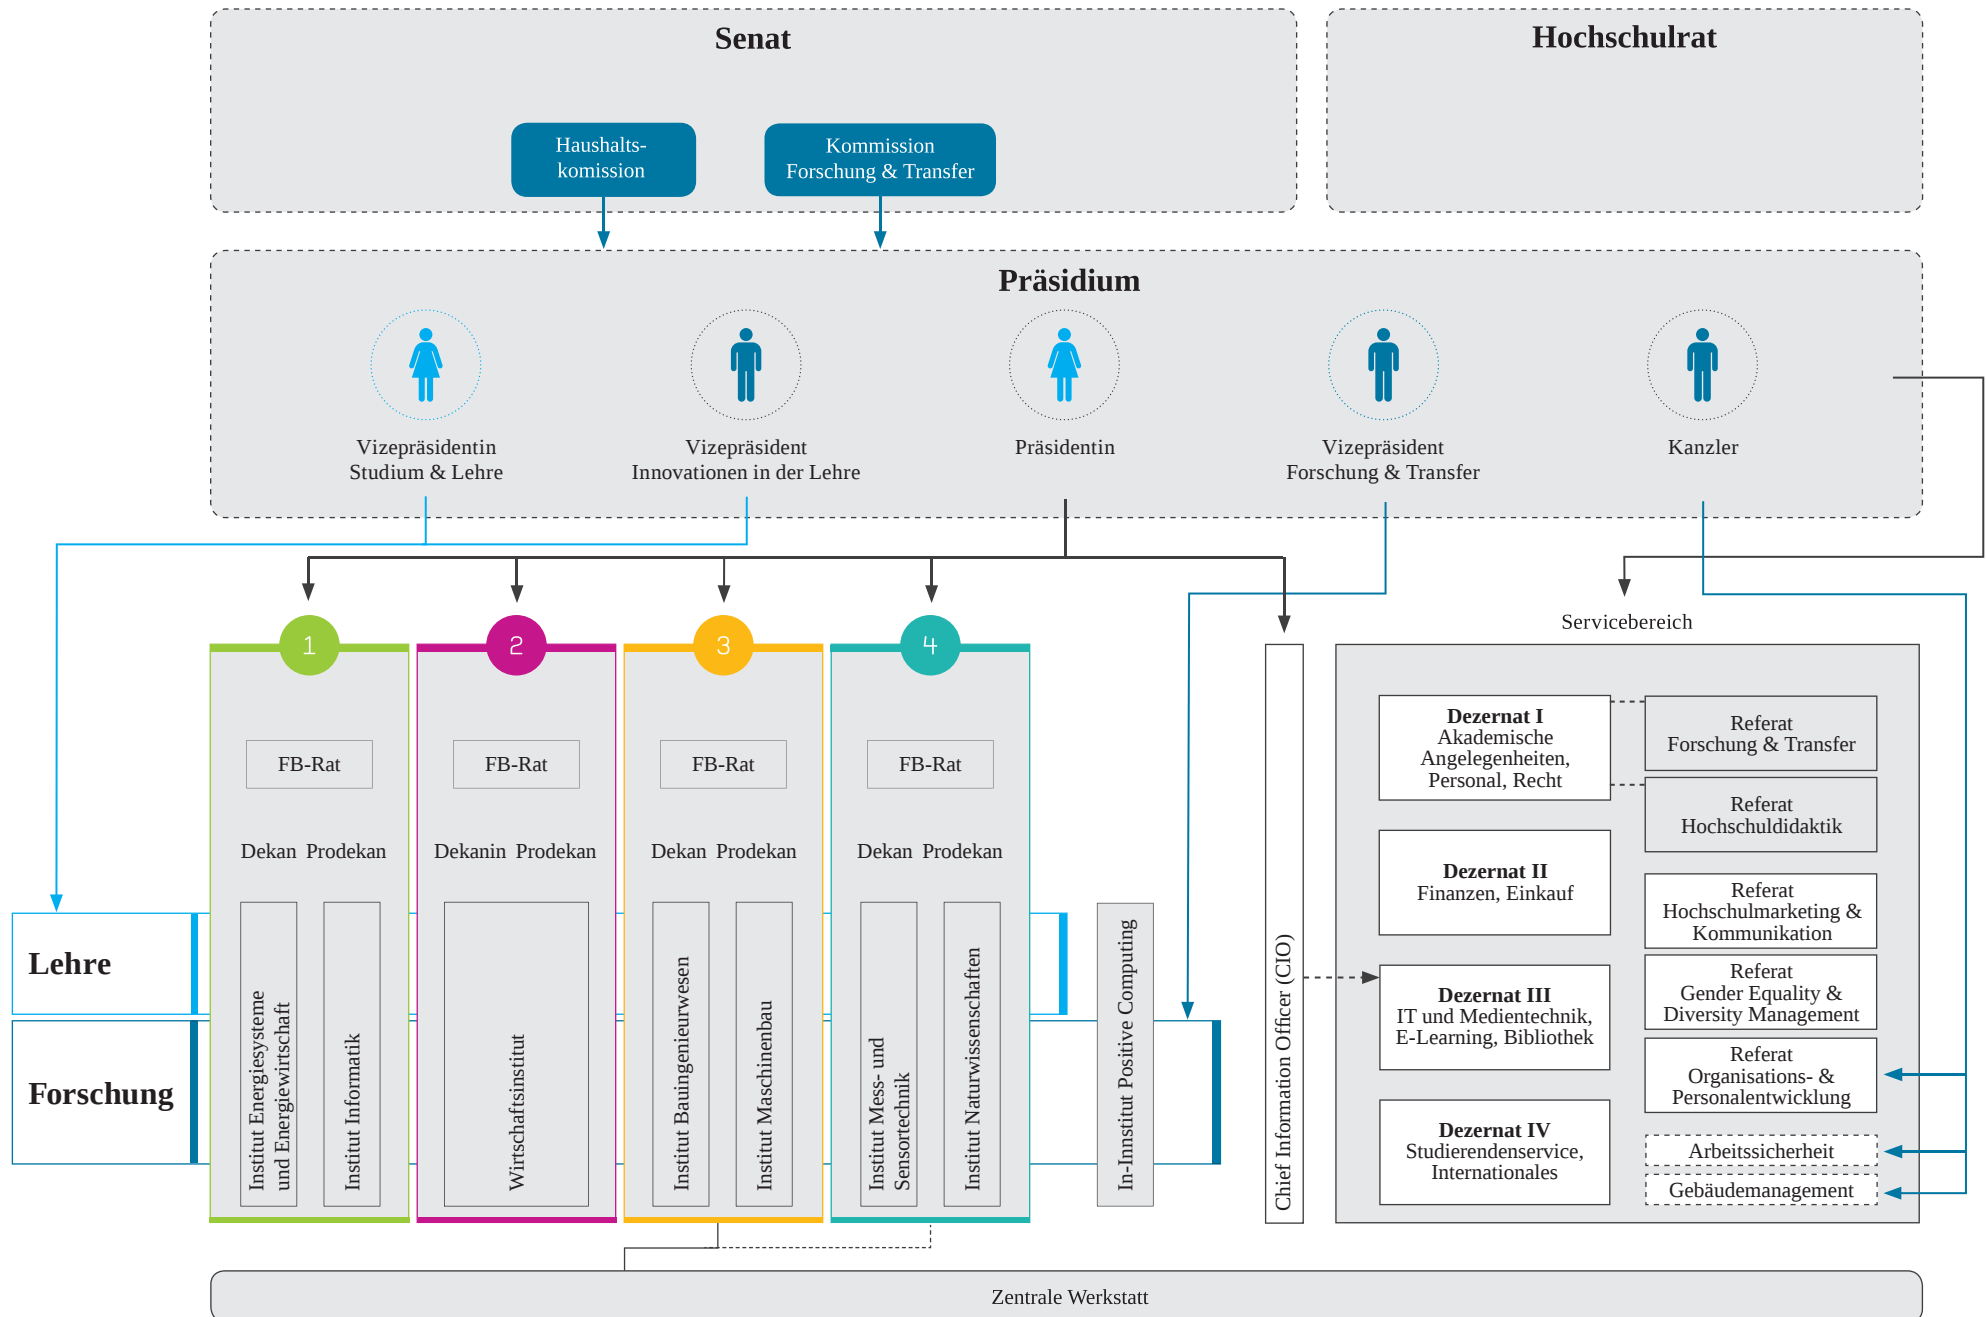 Senat
Hochschulrat
Haushalts-
komission
Kommission
Forschung & Transfer
Präsidium
Vizepräsidentin
Studium & Lehre
Vizepräsident
Innovationen in der Lehre
Präsidentin
Vizepräsident
Forschung & Transfer
Kanzler
1
2
3
4
FB-Rat
FB-Rat
FB-Rat
FB-Rat
Dekan Prodekan
Dekanin Prodekan
Dekan Prodekan
Dekan Prodekan
Lehre
Forschung
Institut Energiesysteme
und Energiewirtschaft
Institut Informatik
Wirtschaftsinstitut
Institut Bauingenieurwesen
Institut Maschinenbau
Institut Mess- und
Sensortechnik
Institut Naturwissenschaften
In-Innstitut Positive Computing
Chief Information Officer (CIO)
Servicebereich
Dezernat I
Akademische
Angelegenheiten,
Personal, Recht
Dezernat II
Finanzen, Einkauf
Dezernat III
IT und Medientechnik,
E-Learning, Bibliothek
Dezernat IV
Studierendenservice,
Internationales
Referat
Forschung & Transfer
Referat
Hochschuldidaktik
Referat
Hochschulmarketing &
Kommunikation
Referat
Gender Equality &
Diversity Management
Referat
Organisations- &
Personalentwicklung
Arbeitssicherheit
Gebäudemanagement
Zentrale Werkstatt